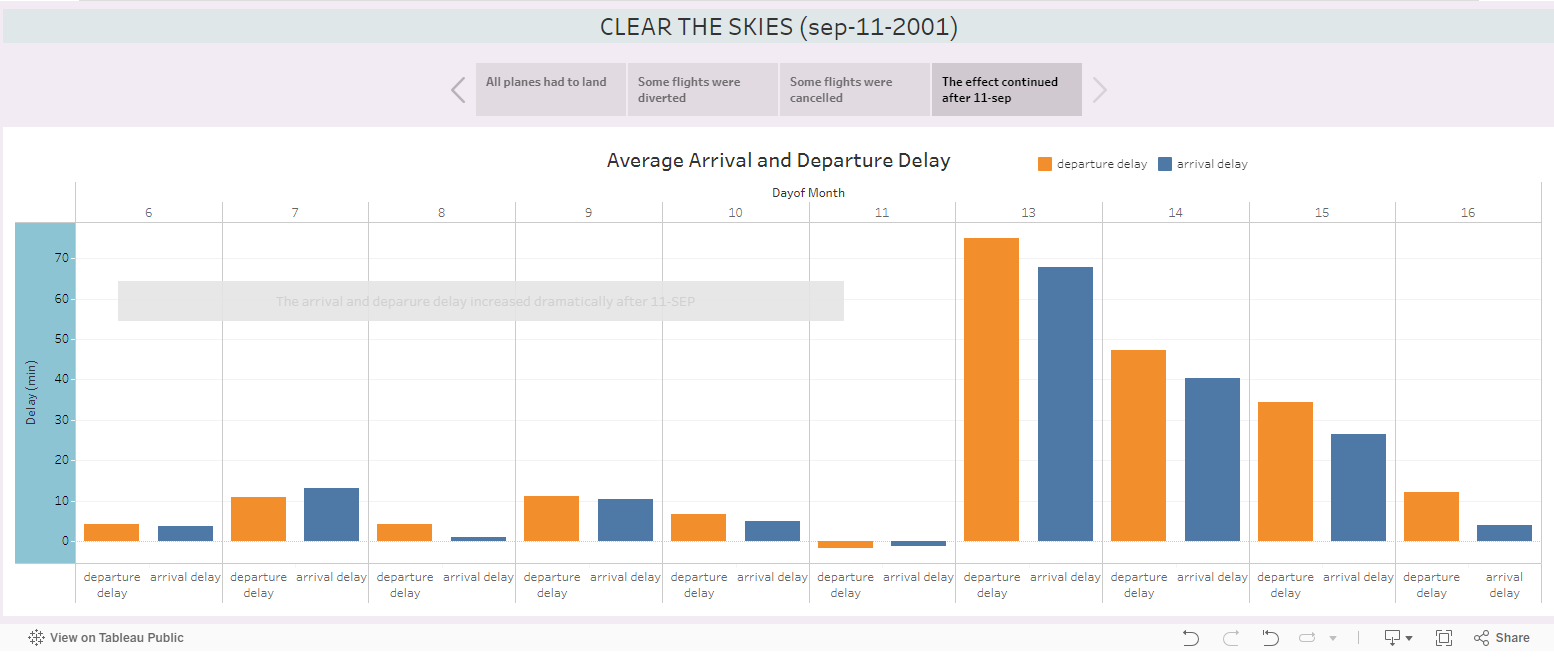 CLEAR THE SKIES (sep-11-2001)
All planes had to land
Some flights were
diverted
Some flights were
cancelled
The effect continued
after 11-sep
Average Arrival and Departure Delay
departure delay
arrival delay
Dayof Month
6 7 8 9 10 11 13 14 15 16
The arrival and deparure delay increased dramatically after 11-SEP
Delay (min)
70
60
50
40
30
20
10
0
departure
delay
arrival delay
departure
delay
arrival delay
departure
delay
arrival delay
departure
delay
arrival delay
departure
delay
arrival delay
departure
delay
arrival delay
departure
delay
arrival delay
departure
delay
arrival delay
departure
delay
arrival delay
departure
delay
arrival
delay
View on Tableau Public
Share